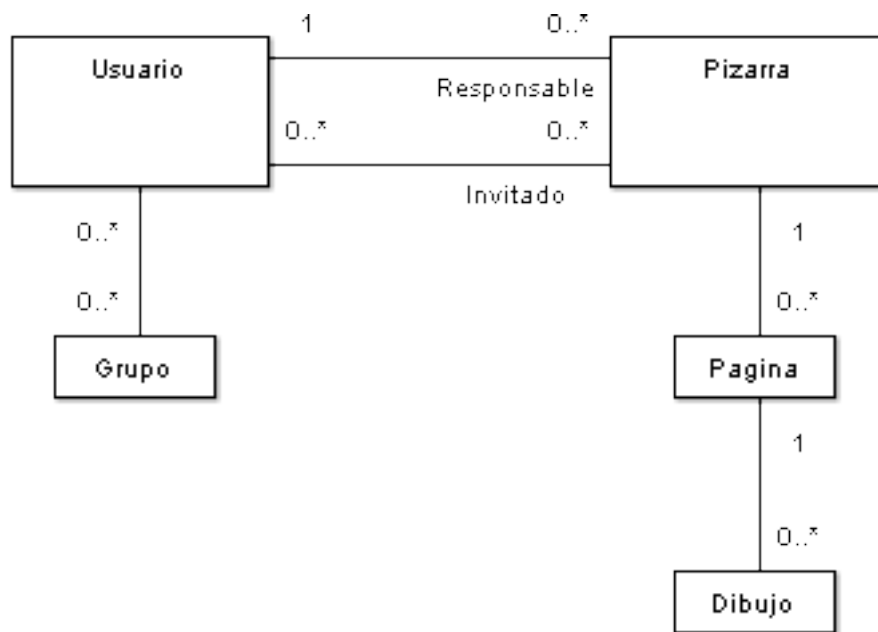 1 0..*
Usuario Pizarra
Responsable
0..* 0..*
Invitado
0..* 1
0..* 0..*
Grupo Pagina
1
0..*
Dibujo